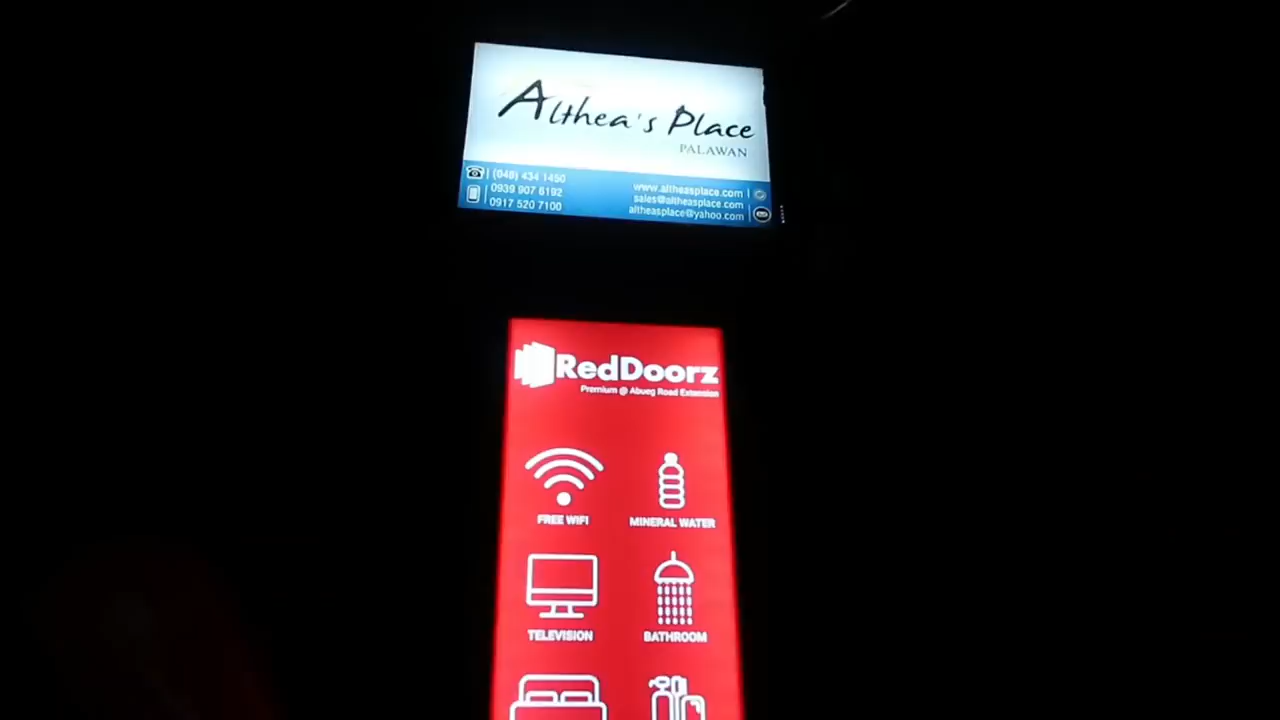 Althea's Place
PALAWAN
(048) 434 1450
0939 907 8192
0917 520 7100
www.altheasplace.com
sales@altheasplace.com
altheasplace@yahoo.com
RedDoorz
Premium @ Abueg Road Extension
FREE WIFI
MINERAL WATER
TELEVISION
BATHROOM